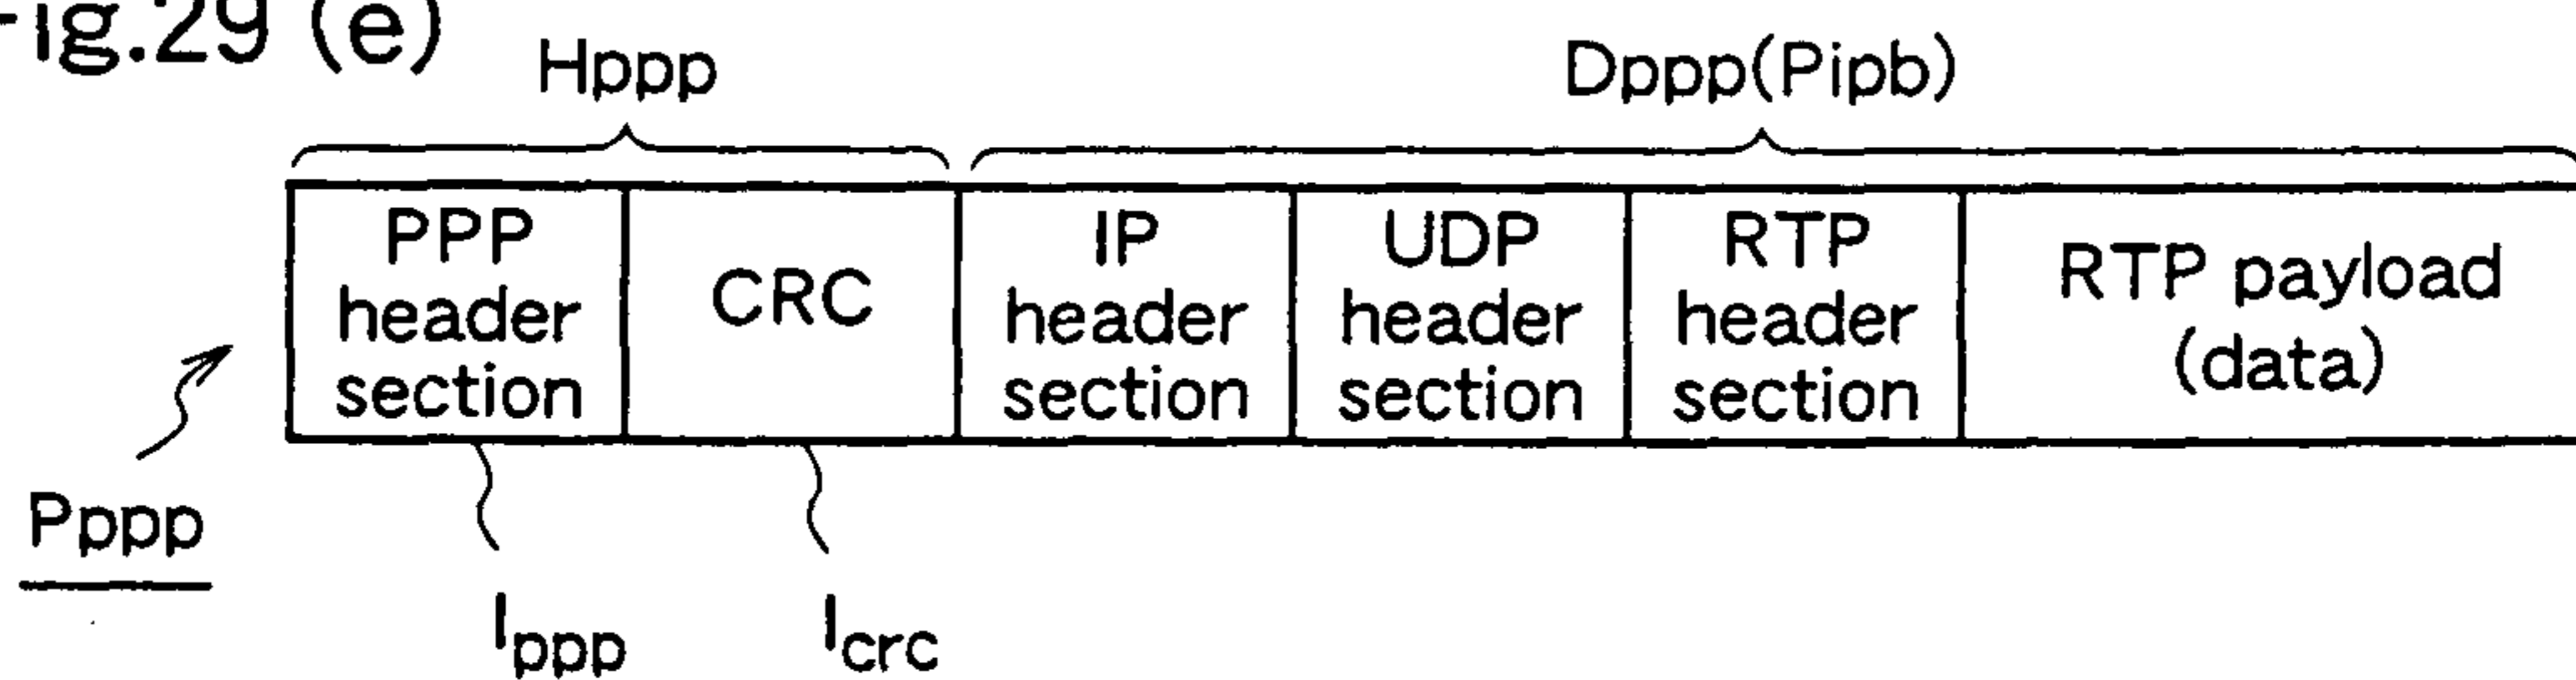 Fig.29 (e)
Hppp
Dppp(Pipb)
PPP
header
section
CRC
IP
header
section
UDP
header
section
RTP
header
section
RTP payload
(data)
Pppp
Ippp
Icrc